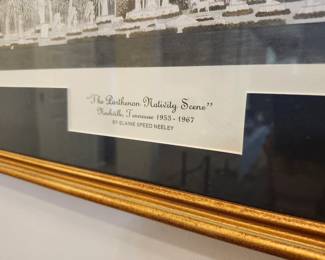 "The Parthenon Nativity Scene"
Nashville, Tennessee 1953 - 1967
BY ELAINE SPEED NEELEY